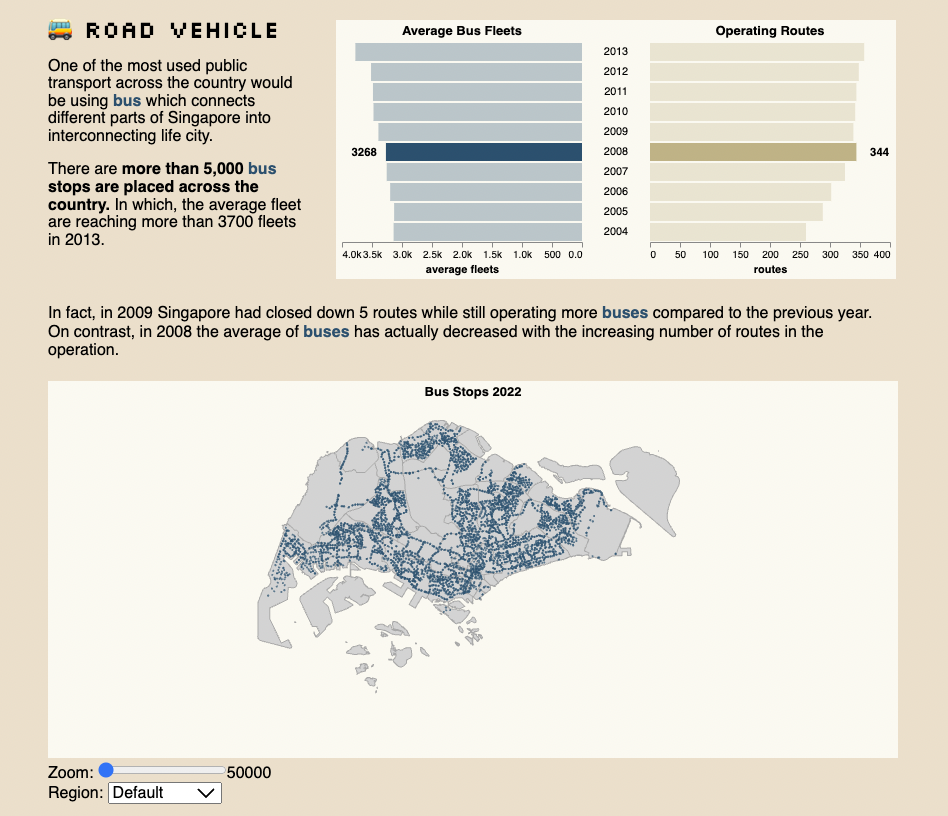 ROAD VEHICLE
One of the most used public
transport across the country would
be using bus which connects
different parts of Singapore into
interconnecting life city.
There are more than 5,000 bus
stops are placed across the
country. In which, the average fleet
are reaching more than 3700 fleets
in 2013.
Average Bus Fleets
Operating Routes
2013
2012
2011
2010
2009
3268 2008 344
2007
2006
2005
2004
4.0k 3.5k 3.0k 2.5k 2.0k 1.5k 1.0k 500 0.0
average fleets
0 50 100 150 200 250 300 350 400
routes
In fact, in 2009 Singapore had closed down 5 routes while still operating more buses compared to the previous year.
On contrast, in 2008 the average of buses has actually decreased with the increasing number of routes in the
operation.
Bus Stops 2022
Zoom: 50000
Region: Default